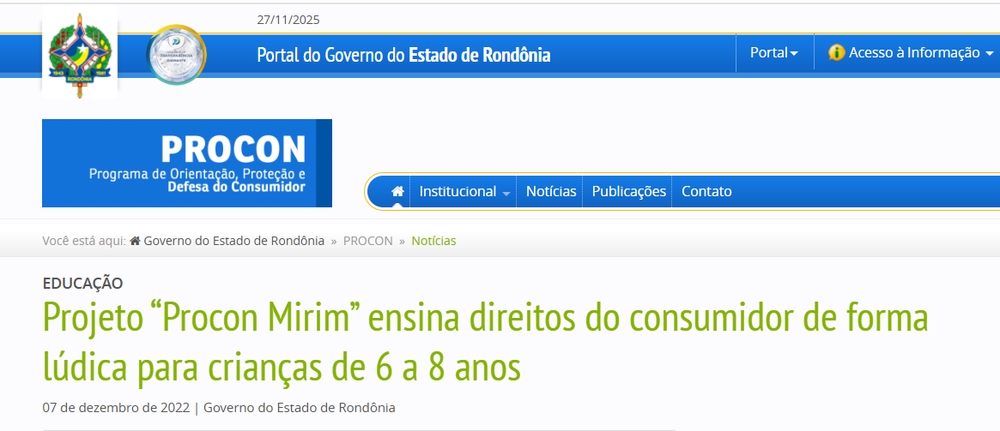 27/11/2025
Portal do Governo do Estado de Rondônia
Portal
Acesso à Informação
RONDÔNIA
PROCON
Programa de Orientação, Proteção e
Defesa do Consumidor
Institucional
Notícias
Publicações
Contato
Você está aqui: Governo do Estado de Rondônia » PROCON » Notícias
EDUCAÇÃO
Projeto “Procon Mirim” ensina direitos do consumidor de forma
lúdica para crianças de 6 a 8 anos
07 de dezembro de 2022 | Governo do Estado de Rondônia